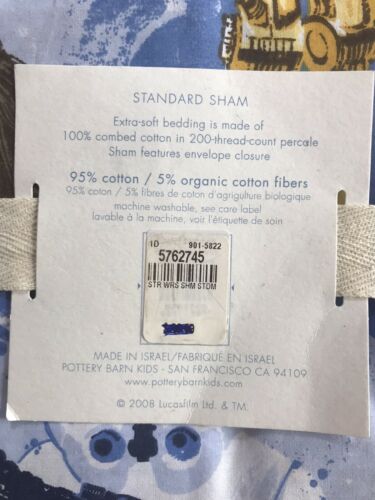 STANDARD SHAM
Extra-soft bedding is made of
100% combed cotton in 200-thread-count percale
Sham features envelope closure
95% cotton / 5% organic cotton fibers
95% coton / 5% fibres de coton d'agriculture biologique
machine washable, see care label
lavable à la machine, voir l'étiquette de soin
ID 901-5822
5762745
STR WRS SHM STDM
MADE IN ISRAEL/FABRIQUÉ EN ISRAEL
POTTERY BARN KIDS - SAN FRANCISCO CA 94109
www.potterybarnkids.com
© 2008 Lucasfilm Ltd. & TM.